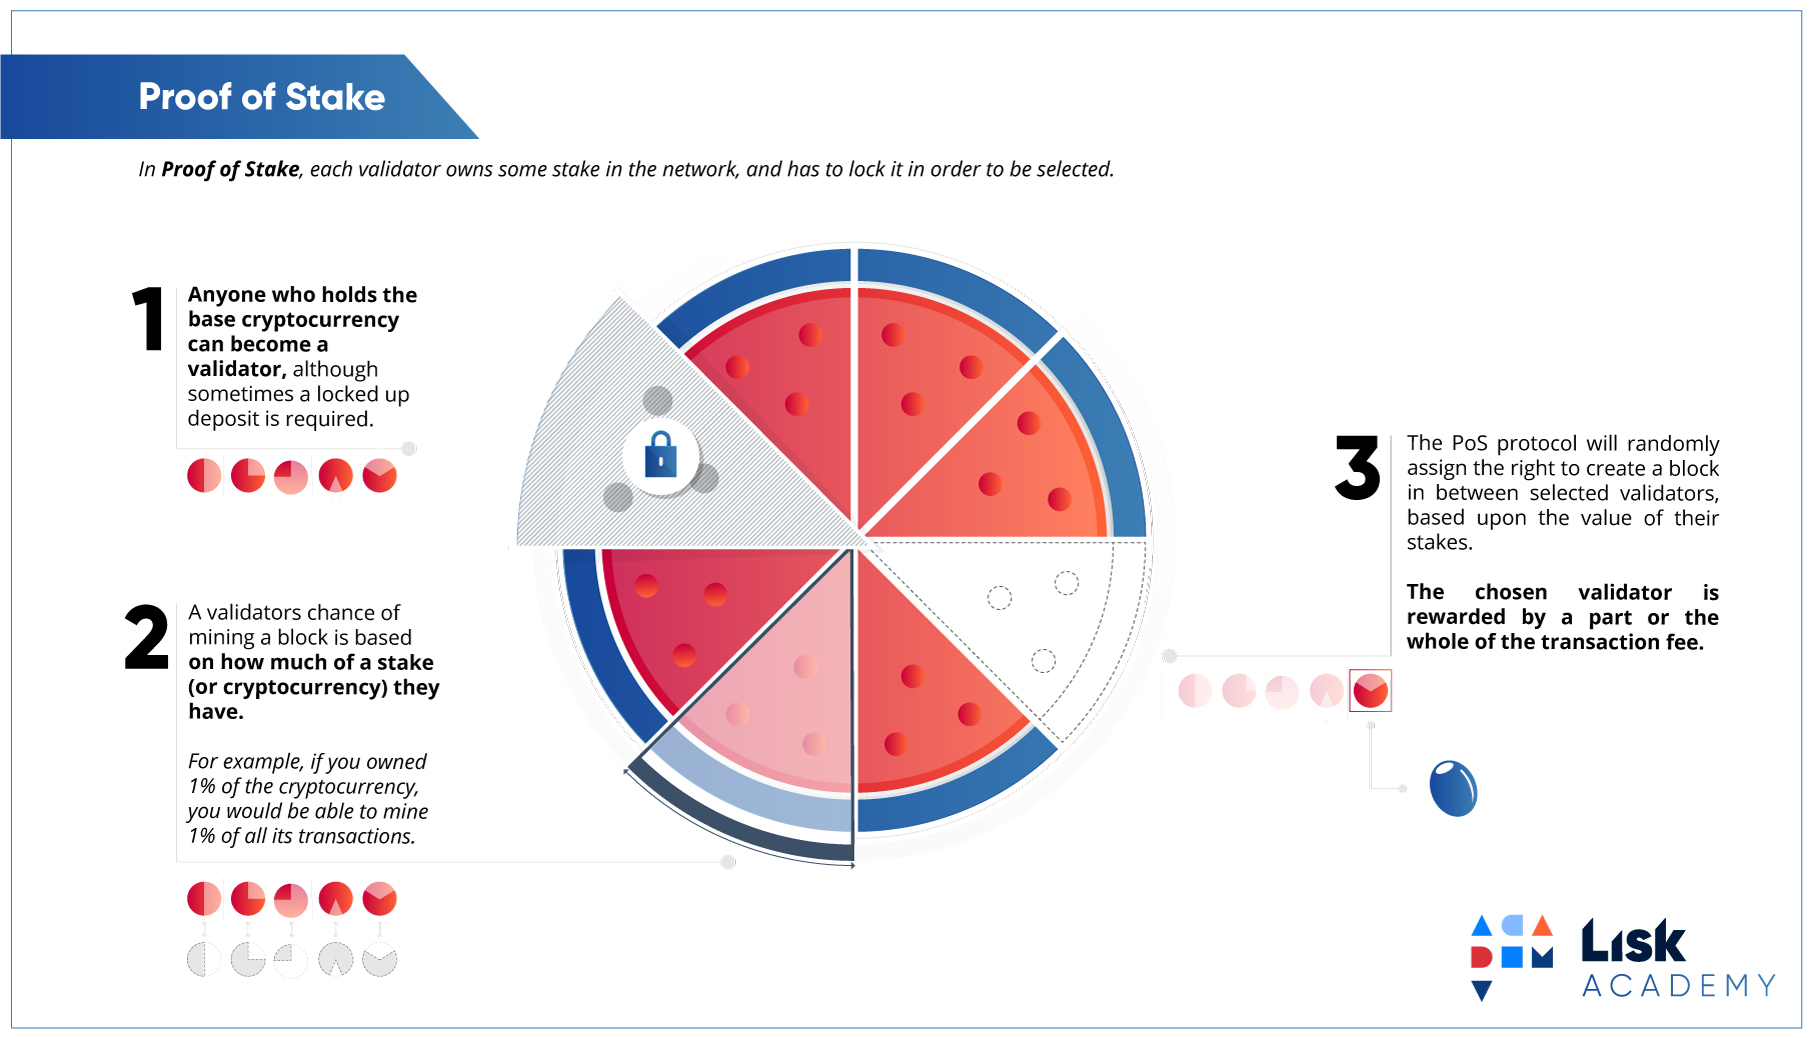 Proof of Stake
In Proof of Stake, each validator owns some stake in the network, and has to lock it in order to be selected.
1
Anyone who holds the
base cryptocurrency
can become a
validator, although
sometimes a locked up
deposit is required.
2
A validators chance of
mining a block is based
on how much of a stake
(or cryptocurrency) they
have.
For example, if you owned
1% of the cryptocurrency,
you would be able to mine
1% of all its transactions.
3
The PoS protocol will randomly
assign the right to create a block
in between selected validators,
based upon the value of their
stakes.
The chosen validator is
rewarded by a part or the
whole of the transaction fee.
Lisk
ACADEMY